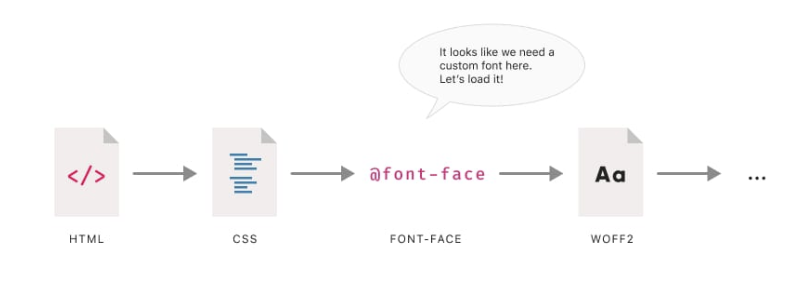 It looks like we need a
custom font here.
Let's load it!
</>
@font-face
Aa
...
HTML
CSS
FONT-FACE
WOFF2